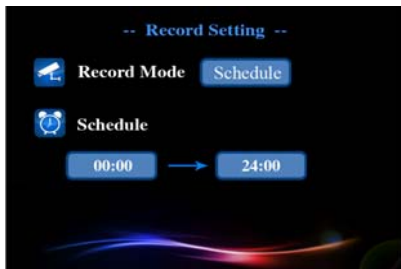 -- Record Setting --
Record Mode Schedule
Schedule
00:00 24:00